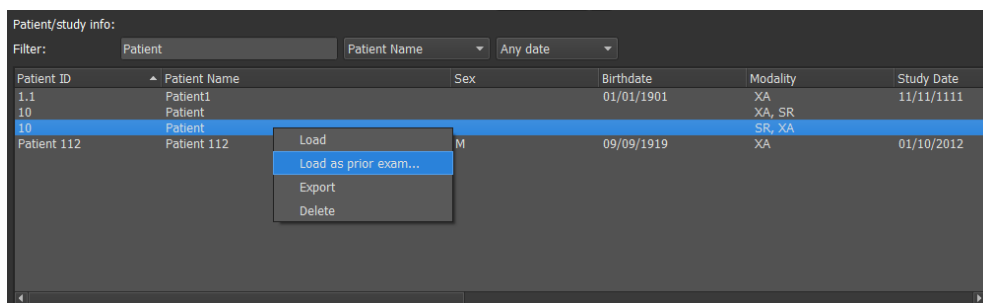 Patient/study info:
Filter: Patient Patient Name Any date
Patient ID Patient Name Sex Birthdate Modality Study Date
1.1 Patient1 01/01/1901 XA 11/11/1111
10 Patient XA, SR
10 Patient SR, XA
Patient 112 Patient 112 M 09/09/1919 XA 01/10/2012
Load
Load as prior exam...
Export
Delete